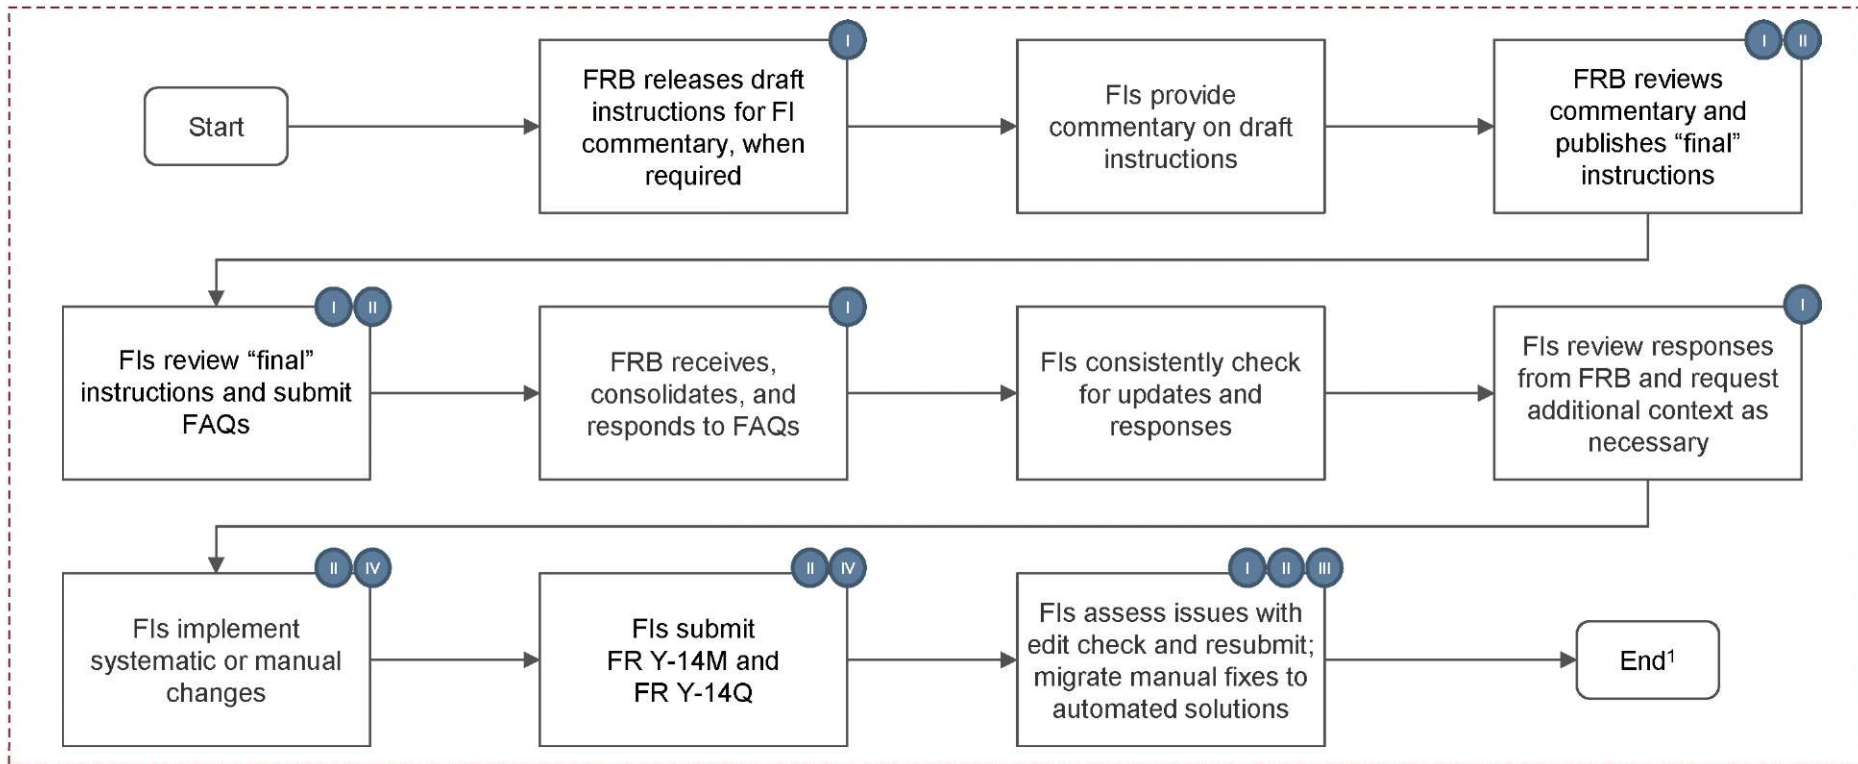 I
I
II
Start
FRB releases draft
instructions for FI
commentary, when
required
FIs provide
commentary on draft
instructions
FRB reviews
commentary and
publishes “final”
instructions
I
II
I
I
FIs review “final”
instructions and submit
FAQs
FRB receives,
consolidates, and
responds to FAQs
FIs consistently check
for updates and
responses
FIs review responses
from FRB and request
additional context as
necessary
II
IV
II
IV
I
II
III
FIs implement
systematic or manual
changes
FIs submit
FR Y-14M and
FR Y-14Q
FIs assess issues with
edit check and resubmit;
migrate manual fixes to
automated solutions
End¹